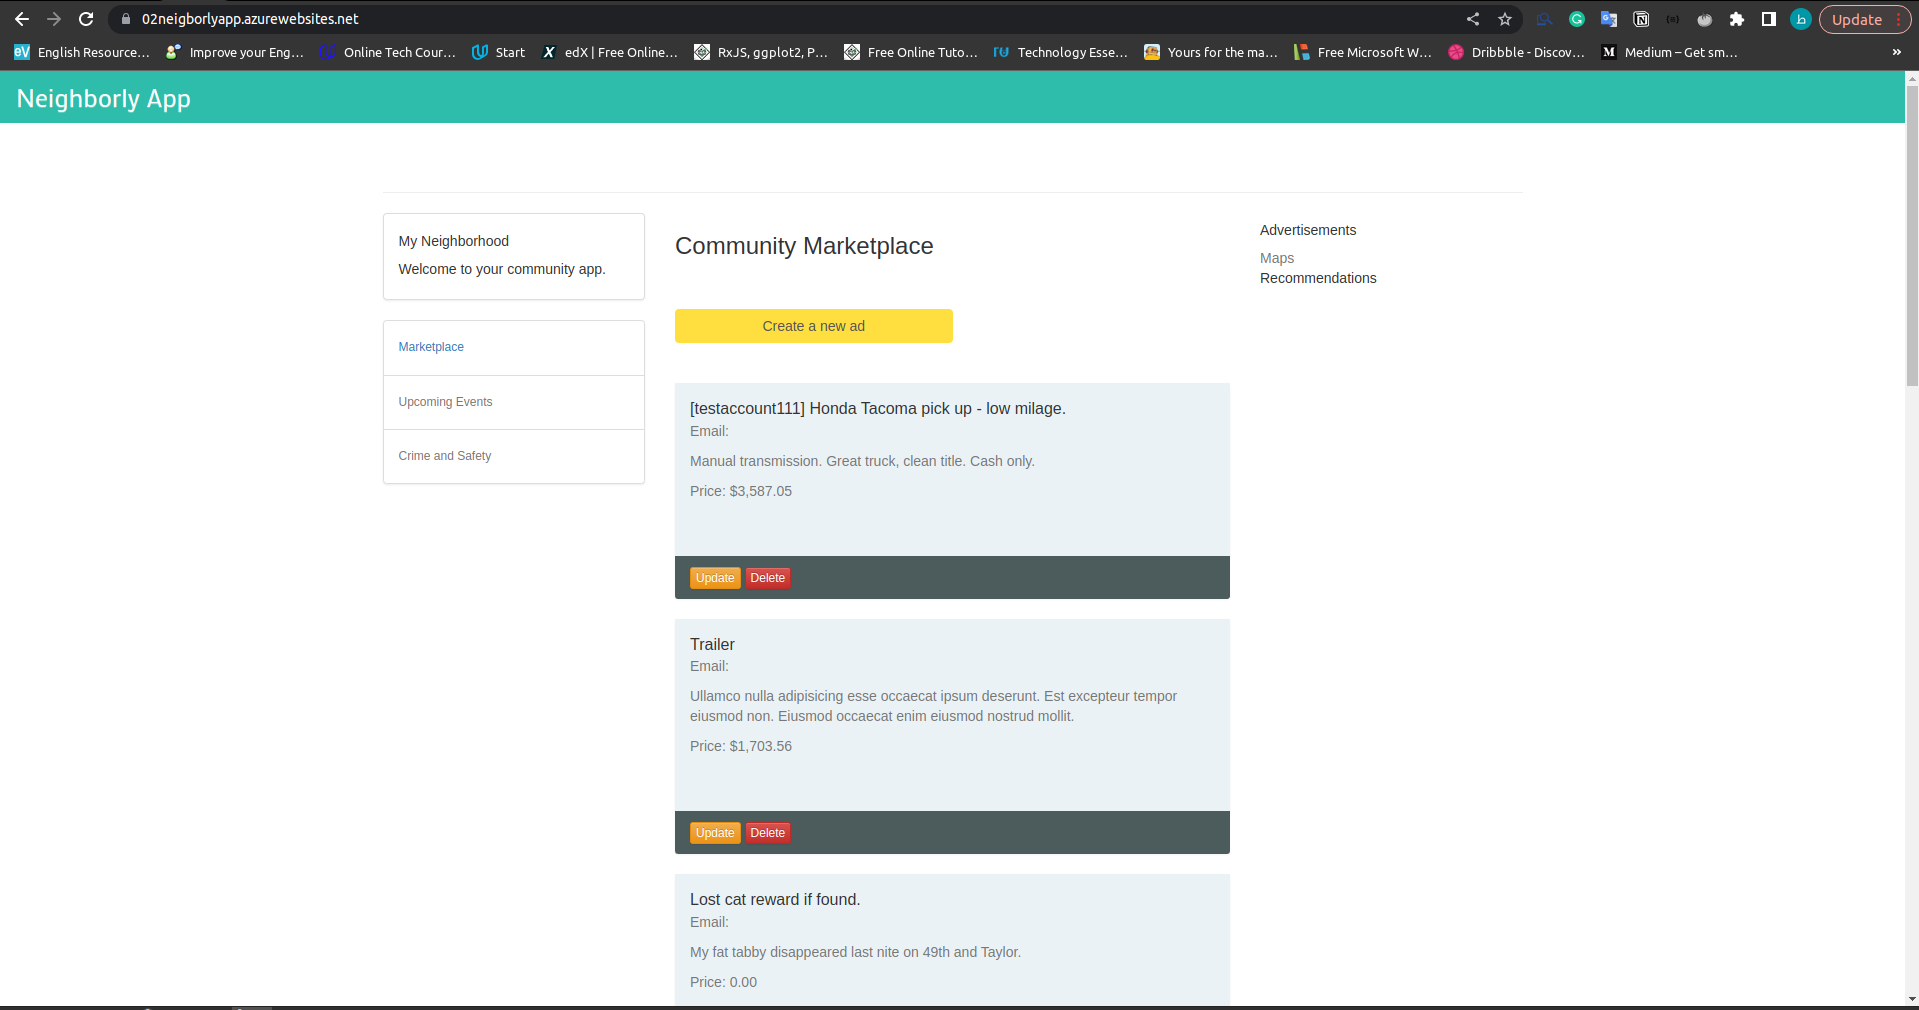 02neigborlyapp.azurewebsites.net
Update
English Resource... Improve your Eng... Online Tech Cour... Start edX | Free Online... RxJS, ggplot2, P... Free Online Tuto... Technology Esse... Yours for the ma... Free Microsoft W... Dribbble - Discov... Medium – Get sm... »
Neighborly App
My Neighborhood
Welcome to your community app.
Marketplace
Upcoming Events
Crime and Safety
Community Marketplace
Create a new ad
[testaccount111] Honda Tacoma pick up - low milage.
Email:
Manual transmission. Great truck, clean title. Cash only.
Price: $3,587.05
Update Delete
Trailer
Email:
Ullamco nulla adipisicing esse occaecat ipsum deserunt. Est excepteur tempor
eiusmod non. Eiusmod occaecat enim eiusmod nostrud mollit.
Price: $1,703.56
Update Delete
Lost cat reward if found.
Email:
My fat tabby disappeared last nite on 49th and Taylor.
Price: 0.00
Advertisements
Maps
Recommendations